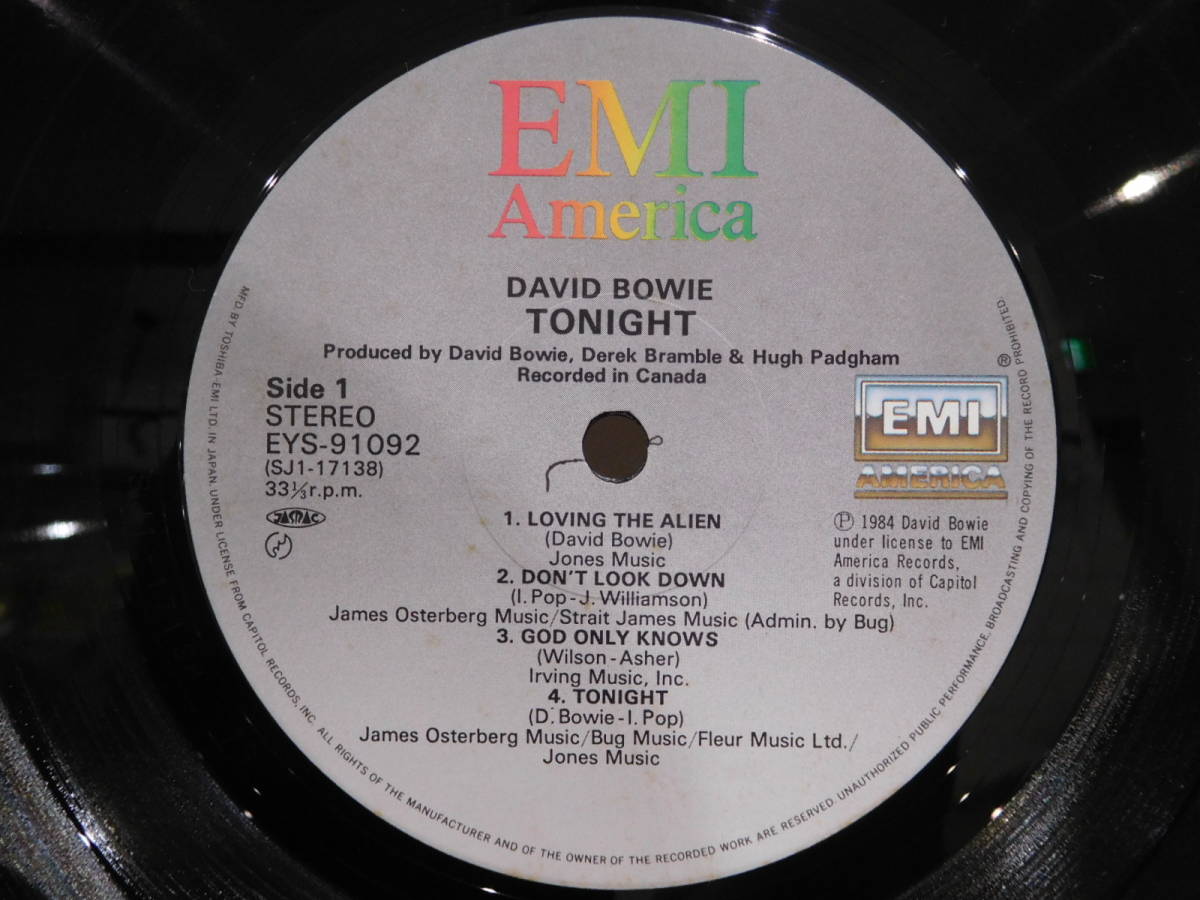 EMI
America
DAVID BOWIE
TONIGHT
Produced by David Bowie, Derek Bramble & Hugh Padgham
Recorded in Canada
Side 1
STEREO
EYS-91092
(SJ1-17138)
33⅓r.p.m.
JASRAC
EMI
AMERICA
℗ 1984 David Bowie
under license to EMI
America Records,
a division of Capitol
Records, Inc.
1. LOVING THE ALIEN
(David Bowie)
Jones Music
2. DON'T LOOK DOWN
(I. Pop-J. Williamson)
James Osterberg Music/Strait James Music (Admin. by Bug)
3. GOD ONLY KNOWS
(Wilson-Asher)
Irving Music, Inc.
4. TONIGHT
(D. Bowie-I. Pop)
James Osterberg Music/Bug Music/Fleur Music Ltd./
Jones Music
MFD. BY TOSHIBA-EMI LTD. IN JAPAN, UNDER LICENSE FROM CAPITOL RECORDS, INC. ALL RIGHTS OF THE MANUFACTURER AND OF THE OWNER OF THE RECORDED WORK ARE RESERVED. UNAUTHORIZED PUBLIC PERFORMANCE, BROADCASTING AND COPYING OF THE RECORD PROHIBITED. ®